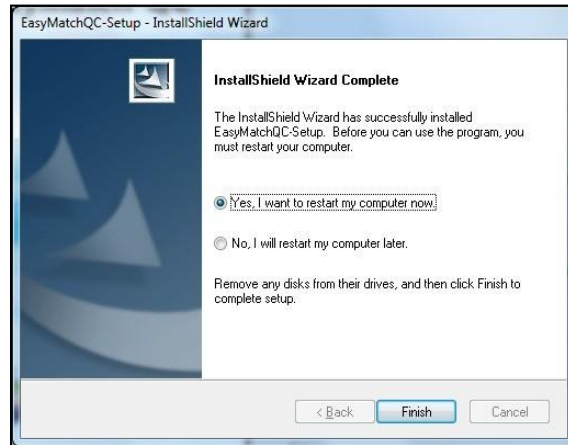 EasyMatchQC-Setup - InstallShield Wizard
InstallShield Wizard Complete
The InstallShield Wizard has successfully installed
EasyMatchQC-Setup. Before you can use the program, you
must restart your computer.
Yes, I want to restart my computer now.
No, I will restart my computer later.
Remove any disks from their drives, and then click Finish to
complete setup.
< Back Finish Cancel